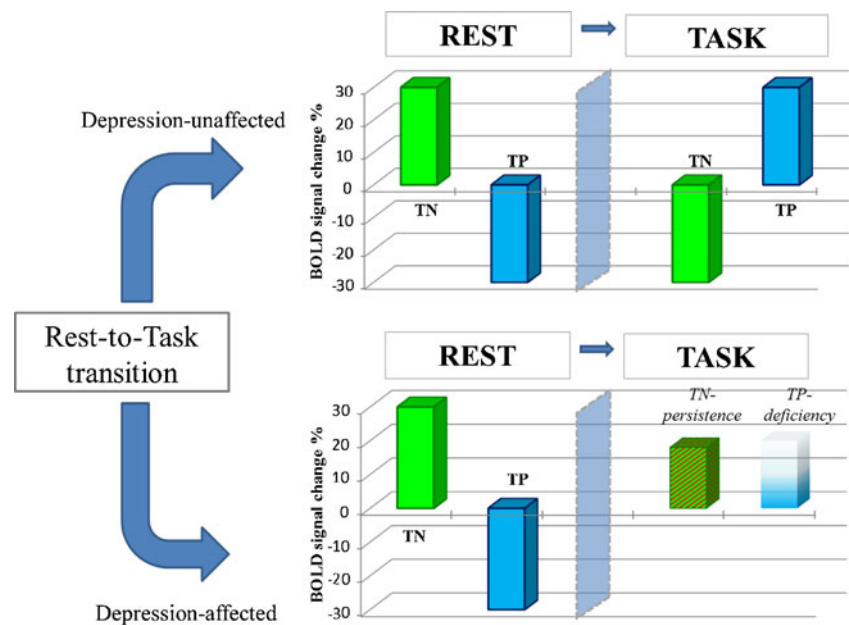 REST
TASK
BOLD signal change %
30
20
10
0
-10
-20
-30
TN
TP
TN
TP
Depression-unaffected
Rest-to-Task
transition
Depression-affected
REST
TASK
BOLD signal change %
30
20
10
0
-10
-20
-30
TN
TP
TN-
persistence
TP-
deficiency